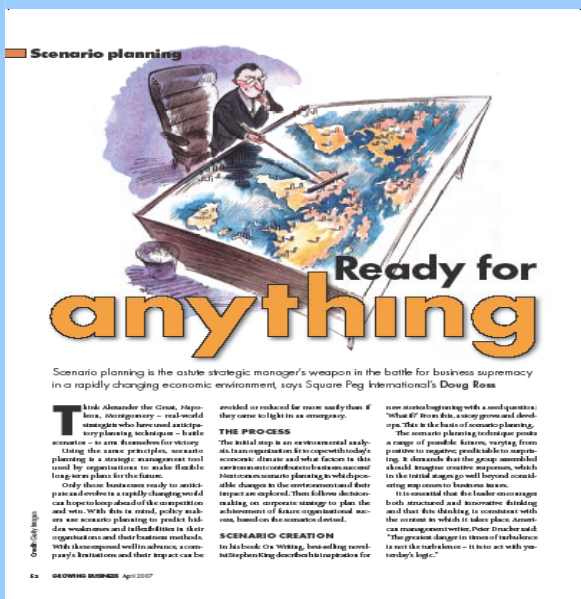 Scenario planning
Ready for
anything
Scenario planning is the astute strategic manager's weapon in the battle for business supremacy
in a rapidly changing economic environment, says Square Peg International's Doug Ross
Think Alexander the Great, Napo-
leon, Montgomery – real-world
strategists who have used anticipa-
tory planning techniques – battle
scenarios – to arm themselves for victory.
Using the same principles, scenario
planning is a strategic management tool
used by organisations to make flexible
long-term plans for the future.
Only those businesses ready to antici-
pate and evolve in a rapidly changing world
can hope to keep ahead of the competition
and win. With this in mind, policy mak-
ers use scenario planning to predict hid-
den weaknesses and inflexibilities in their
organisations and their business methods.
With these exposed well in advance, a com-
pany's limitations and their impact can be
avoided or reduced far more easily than if
they came to light in an emergency.
THE PROCESS
The initial step is an environmental analy-
sis. Is an organisation fit to cope with today's
economic climate and what factors in this
environment contribute to business success?
Next comes scenario planning, in which pos-
sible changes in the environment and their
impact are explored. Then follows decision-
making on corporate strategy to plan the
achievement of future organisational suc-
cess, based on the scenarios devised.
SCENARIO CREATION
In his book On Writing, best-selling novel-
ist Stephen King describes his inspiration for
new stories beginning with a seed question:
'What if?' From this, a story grows and devel-
ops. This is the basis of scenario planning.
The scenario planning technique posits
a range of possible futures, varying from
positive to negative; predictable to surpris-
ing. It demands that the group assembled
should imagine creative responses, which
in the initial stages go well beyond consid-
ering responses to business issues.
It is essential that the leader encourages
both structured and innovative thinking
and that this thinking is consistent with
the context in which it takes place. Ameri-
can management writer, Peter Drucker said:
"The greatest danger in times of turbulence
is not the turbulence – it is to act with yes-
terday's logic."
Credit: Getty Images
GROWING BUSINESS April 2007